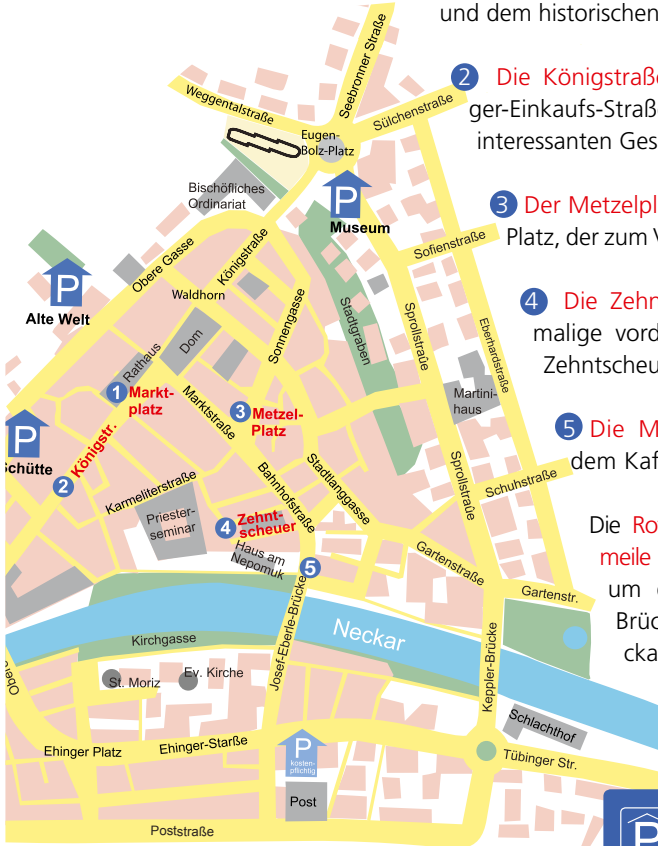 und dem historischen
2 Die Königstraße
ger-Einkaufs-Straß
interessanten Ges
3 Der Metzelpl
Platz, der zum V
4 Die Zehn
malige vord
Zehntscheu
5 Die M
dem Kaf
Die Ro
meile
um
Brüc
cka
Seebronner Straße
Weggentalstraße
Sülchenstraße
Eugen-
Bolz-Platz
Bischöfliches
Ordinariat
P
Museum
Obere Gasse
Königstraße
Sofienstraße
P
Alte Welt
Waldhorn
Sonnengasse
Stadtgraben
Sprollstraûe
Eberhardstraße
Rathaus
Dom
1 Markt-
platz
Marktstraße
3 Metzel-
Platz
Martini-
haus
P
Schütte
Königstr.
2
Karmeliterstraße
Bahnhofstraße
Stadtlanggasse
Sprollstraûe
Schuhstraße
Priester-
seminar
4 Zehnt-
scheuer
Haus am
Nepomuk
5
Gartenstraße
Gartenstr.
Josef-Eberle-Brücke
Neckar
Kirchgasse
Keppler-Brücke
Obere
St. Moriz
Ev. Kirche
Schlachthof
Ehinger Platz
Ehinger-Starße
P
kosten-
pflichtig
Tübinger Str.
Post
P
Poststraße